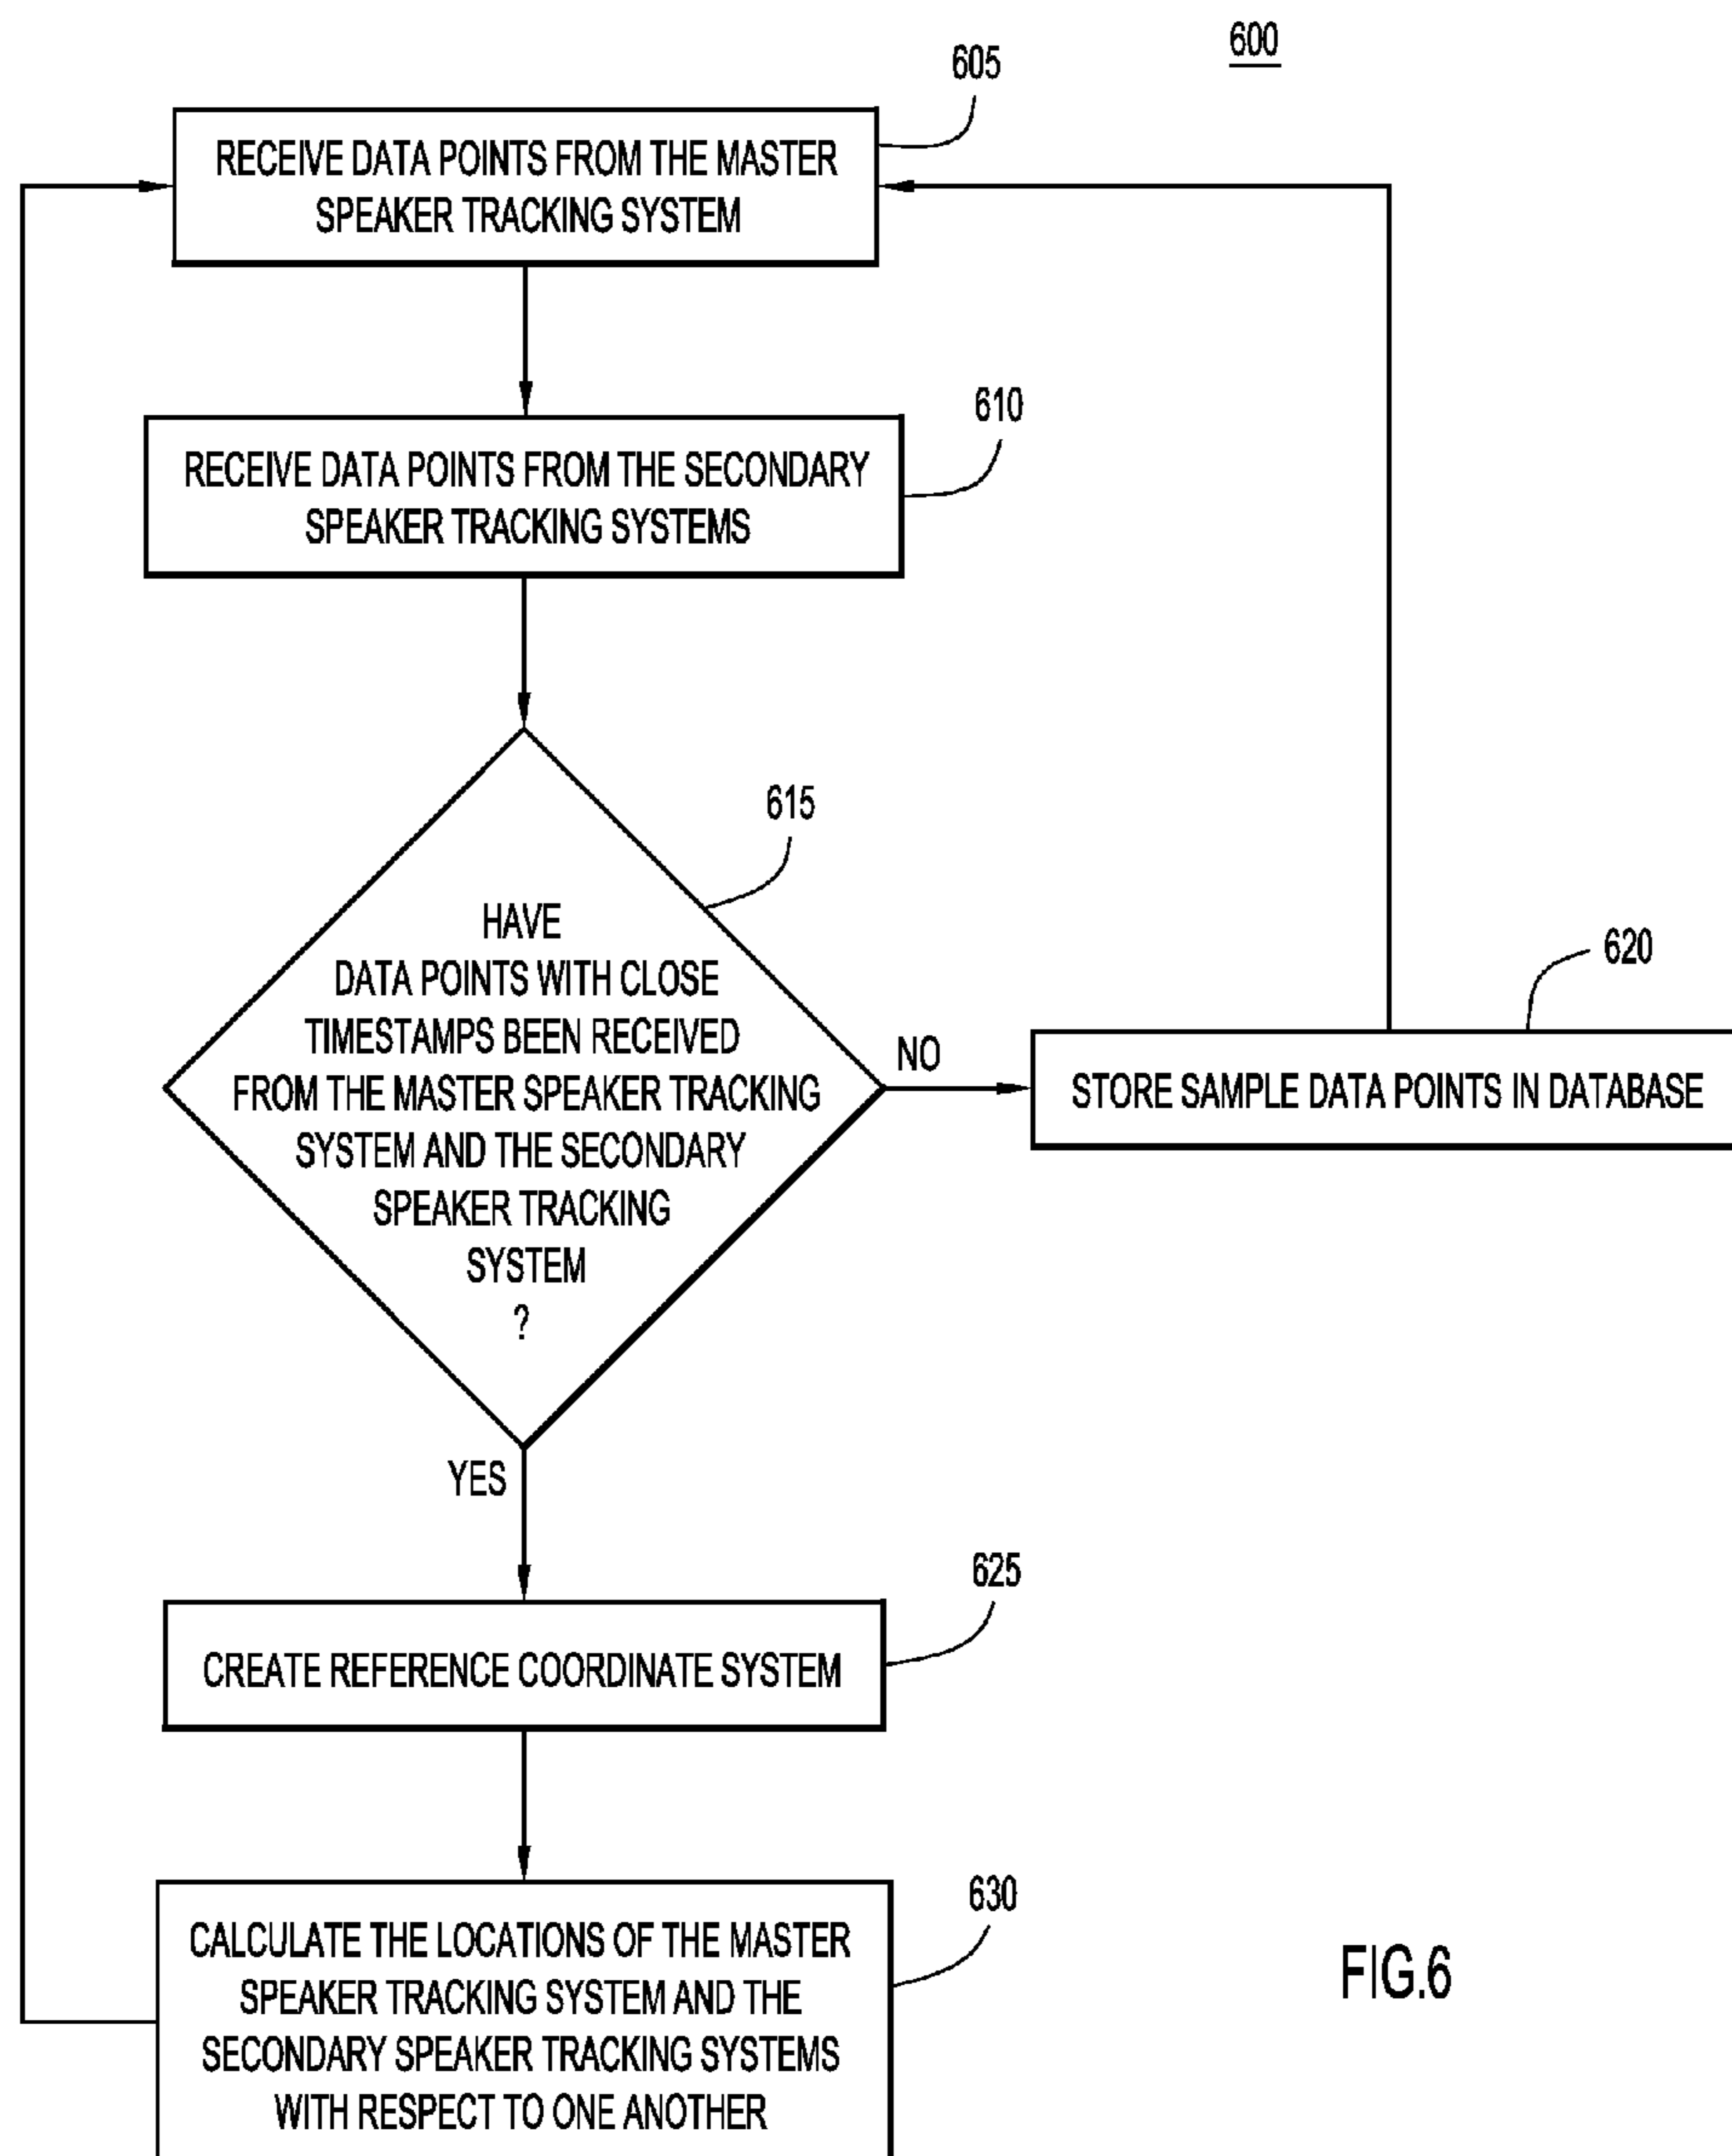 600
605
RECEIVE DATA POINTS FROM THE MASTER
SPEAKER TRACKING SYSTEM
610
RECEIVE DATA POINTS FROM THE SECONDARY
SPEAKER TRACKING SYSTEMS
615
HAVE
DATA POINTS WITH CLOSE
TIMESTAMPS BEEN RECEIVED
FROM THE MASTER SPEAKER TRACKING
SYSTEM AND THE SECONDARY
SPEAKER TRACKING
SYSTEM
?
NO
620
STORE SAMPLE DATA POINTS IN DATABASE
YES
625
CREATE REFERENCE COORDINATE SYSTEM
630
CALCULATE THE LOCATIONS OF THE MASTER
SPEAKER TRACKING SYSTEM AND THE
SECONDARY SPEAKER TRACKING SYSTEMS
WITH RESPECT TO ONE ANOTHER
FIG.6